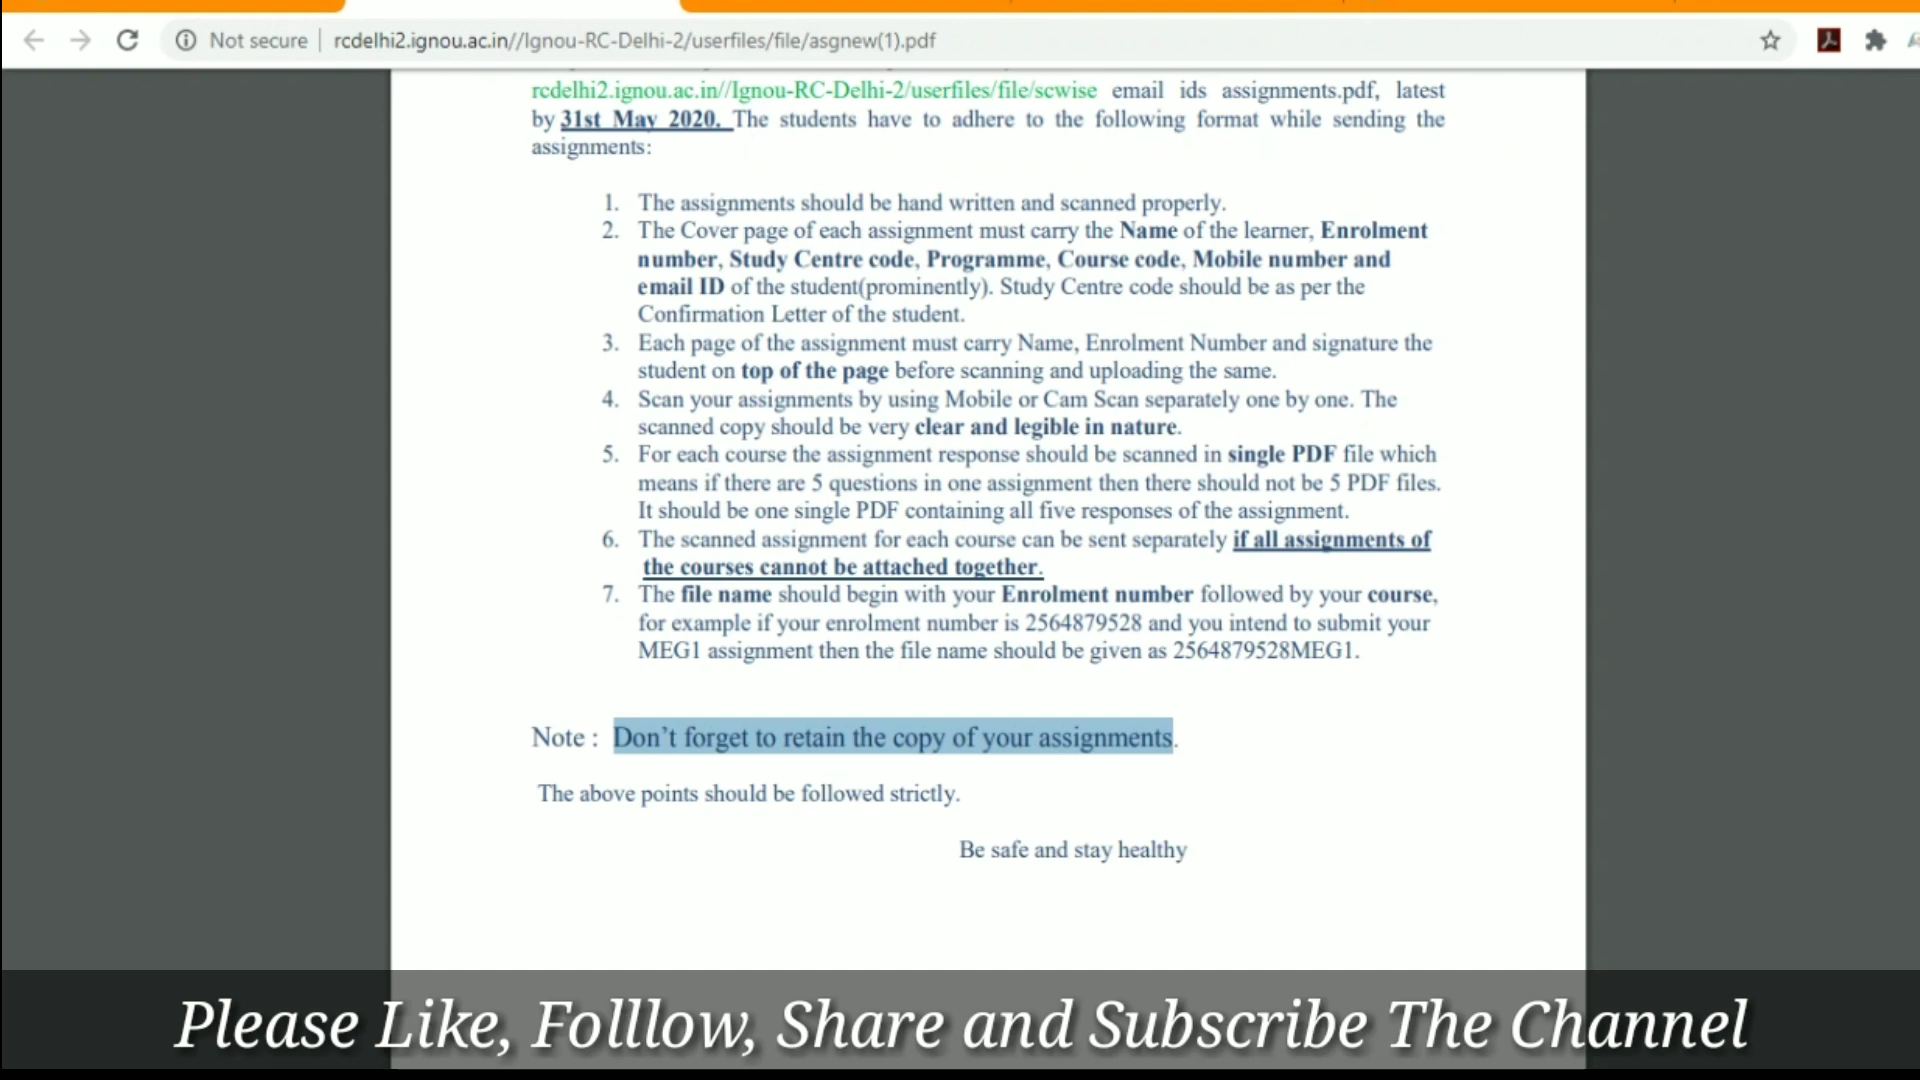 Not secure rcdelhi2.ignou.ac.in//Ignou-RC-Delhi-2/userfiles/file/asgnew(1).pdf
rcdelhi2.ignou.ac.in//Ignou-RC-Delhi-2/userfiles/file/scwise email ids assignments.pdf, latest
by 31st May 2020. The students have to adhere to the following format while sending the
assignments:
1. The assignments should be hand written and scanned properly.
2. The Cover page of each assignment must carry the Name of the learner, Enrolment
number, Study Centre code, Programme, Course code, Mobile number and
email ID of the student(prominently). Study Centre code should be as per the
Confirmation Letter of the student.
3. Each page of the assignment must carry Name, Enrolment Number and signature the
student on top of the page before scanning and uploading the same.
4. Scan your assignments by using Mobile or Cam Scan separately one by one. The
scanned copy should be very clear and legible in nature.
5. For each course the assignment response should be scanned in single PDF file which
means if there are 5 questions in one assignment then there should not be 5 PDF files.
It should be one single PDF containing all five responses of the assignment.
6. The scanned assignment for each course can be sent separately if all assignments of
the courses cannot be attached together.
7. The file name should begin with your Enrolment number followed by your course,
for example if your enrolment number is 2564879528 and you intend to submit your
MEG1 assignment then the file name should be given as 2564879528MEG1.
Note : Don't forget to retain the copy of your assignments.
The above points should be followed strictly.
Be safe and stay healthy
Please Like, Folllow, Share and Subscribe The Channel